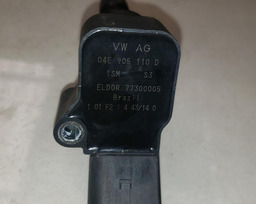 VW AG
04E 905 110 D
TSM S3
ELDOR 77300005
Brazil